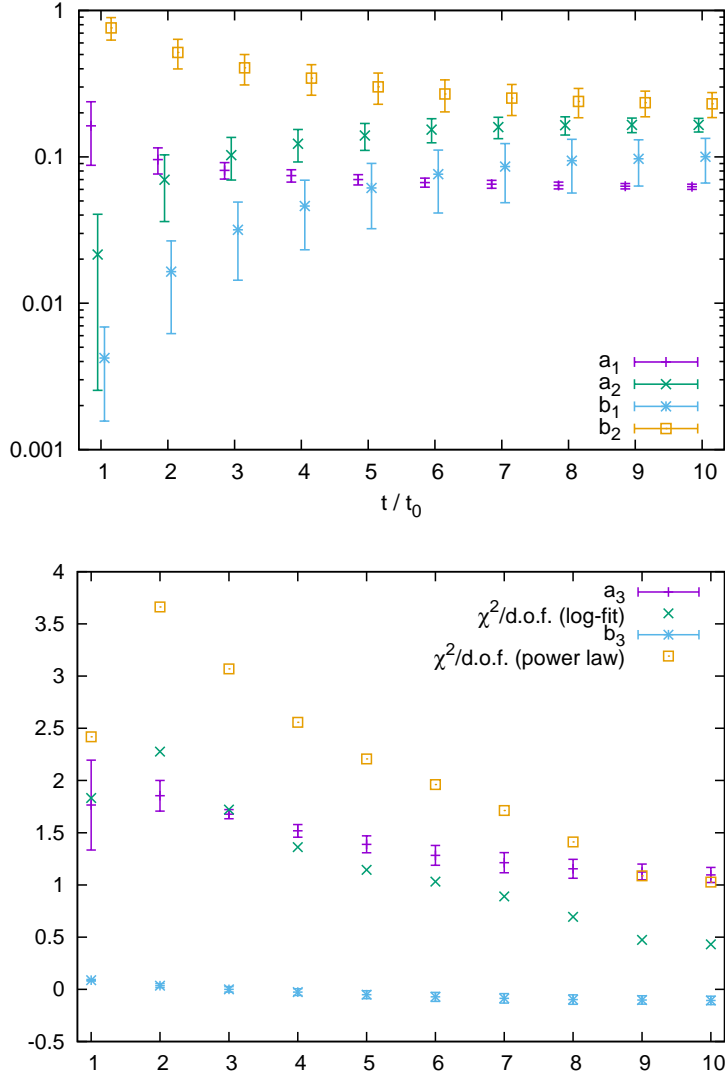 1
0.1
0.01
0.001
a₁
a₂
b₁
b₂
1 2 3 4 5 6 7 8 9 10
t / t₀
4
3.5
3
2.5
2
1.5
1
0.5
0
-0.5
a₃
χ²/d.o.f. (log-fit)
b₃
χ²/d.o.f. (power law)
1 2 3 4 5 6 7 8 9 10